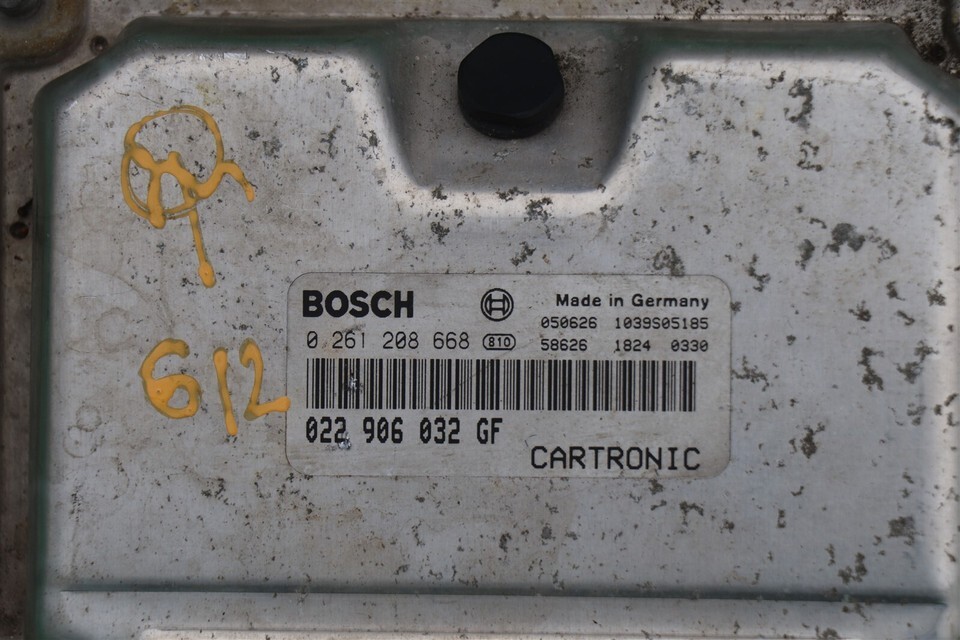 BOSCH
Made in Germany
050626 1039S05185
0 261 208 668 810
58626 1824 0330
022 906 032 GF
CARTRONIC
612